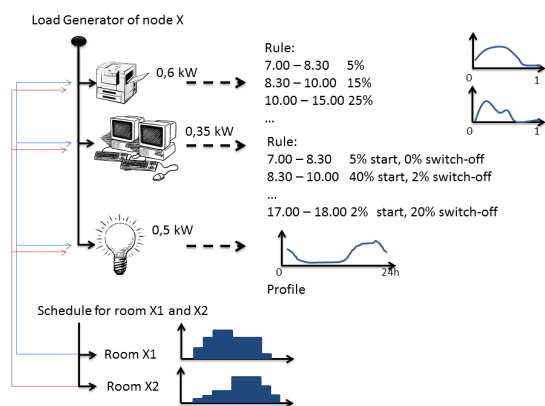 Load Generator of node X
0,6 kW
Rule:
7.00 – 8.30 5%
8.30 – 10.00 15%
10.00 – 15.00 25%
...
0 1
0 1
0,35 kW
Rule:
7.00 – 8.30 5% start, 0% switch-off
8.30 – 10.00 40% start, 2% switch-off
...
17.00 – 18.00 2% start, 20% switch-off
0,5 kW
0 24h
Profile
Schedule for room X1 and X2
Room X1
Room X2